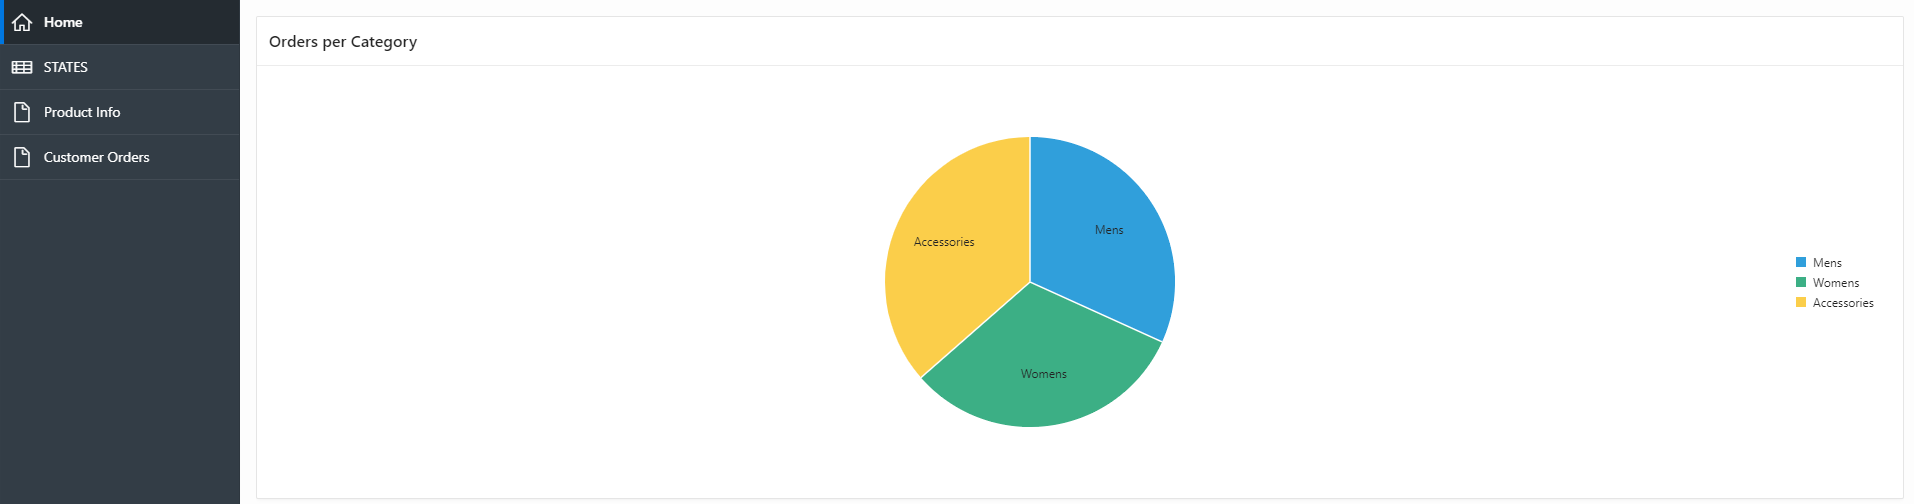 Home
STATES
Product Info
Customer Orders
Orders per Category
Mens
Accessories
Womens
Mens
Womens
Accessories